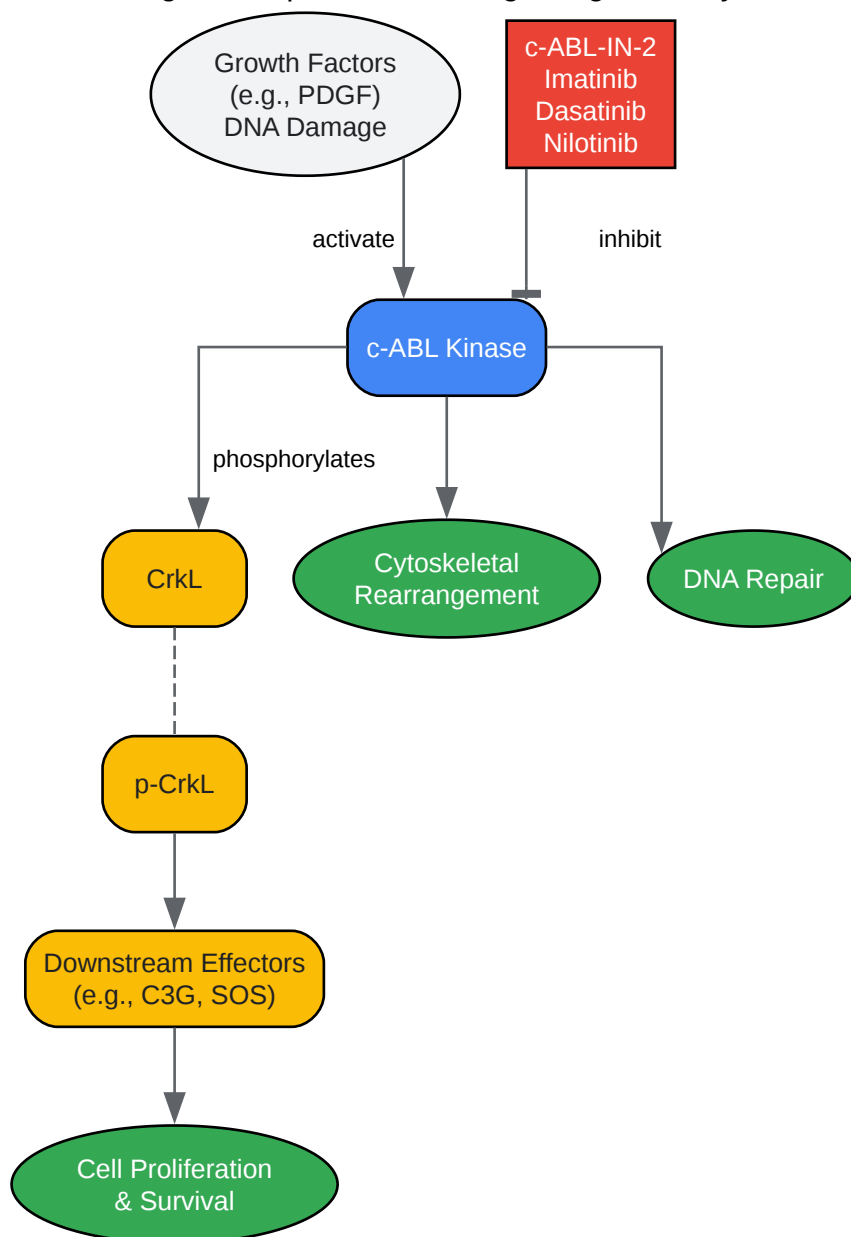 Growth Factors
(e.g., PDGF)
DNA Damage
c-ABL-IN-2
Imatinib
Dasatinib
Nilotinib
activate
inhibit
c-ABL Kinase
phosphorylates
CrkL
Cytoskeletal
Rearrangement
DNA Repair
p-CrkL
Downstream Effectors
(e.g., C3G, SOS)
Cell Proliferation
& Survival